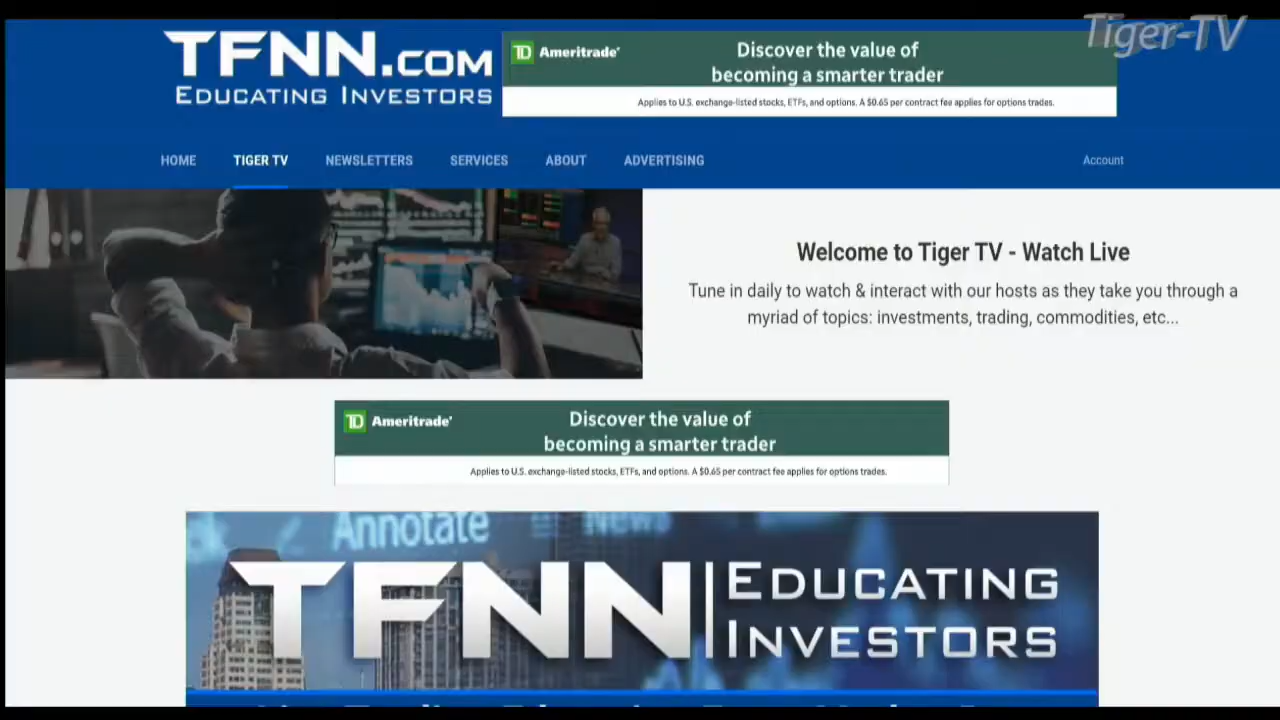 Tiger-TV
TFNN.COM
EDUCATING INVESTORS
TD Ameritrade
Discover the value of
becoming a smarter trader
Applies to U.S. exchange-listed stocks, ETFs, and options. A $0.65 per contract fee applies for options trades.
HOME TIGER TV NEWSLETTERS SERVICES ABOUT ADVERTISING Account
Welcome to Tiger TV - Watch Live
Tune in daily to watch & interact with our hosts as they take you through a
myriad of topics: investments, trading, commodities, etc...
TD Ameritrade
Discover the value of
becoming a smarter trader
Applies to U.S. exchange-listed stocks, ETFs, and options. A $0.65 per contract fee applies for options trades.
Annotate News
TFNN EDUCATING
INVESTORS